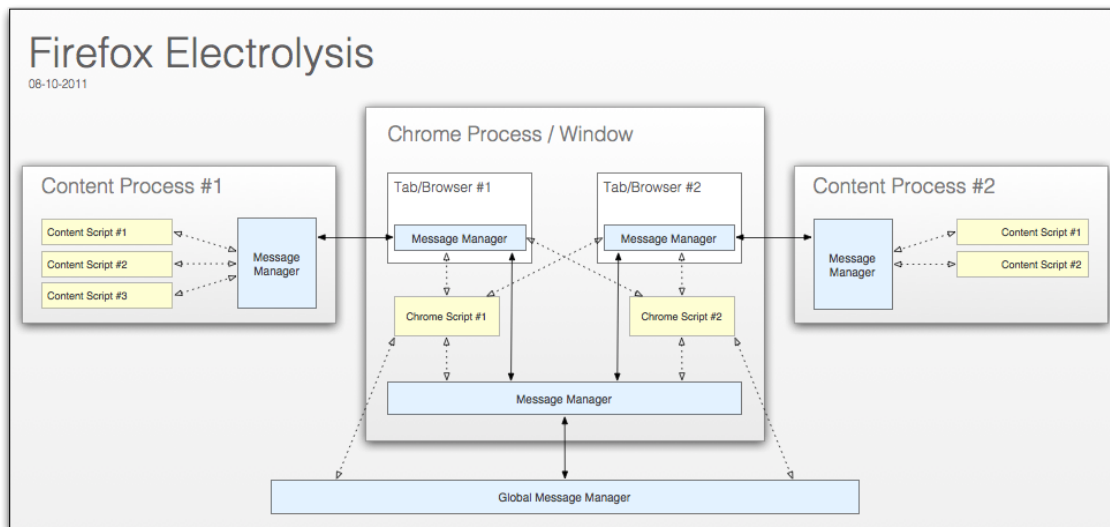 Firefox Electrolysis
08-10-2011
Chrome Process / Window
Content Process #1
Content Script #1
Content Script #2
Content Script #3
Message
Manager
Tab/Browser #1
Message Manager
Tab/Browser #2
Message Manager
Chrome Script #1
Chrome Script #2
Message Manager
Content Process #2
Message
Manager
Content Script #1
Content Script #2
Global Message Manager